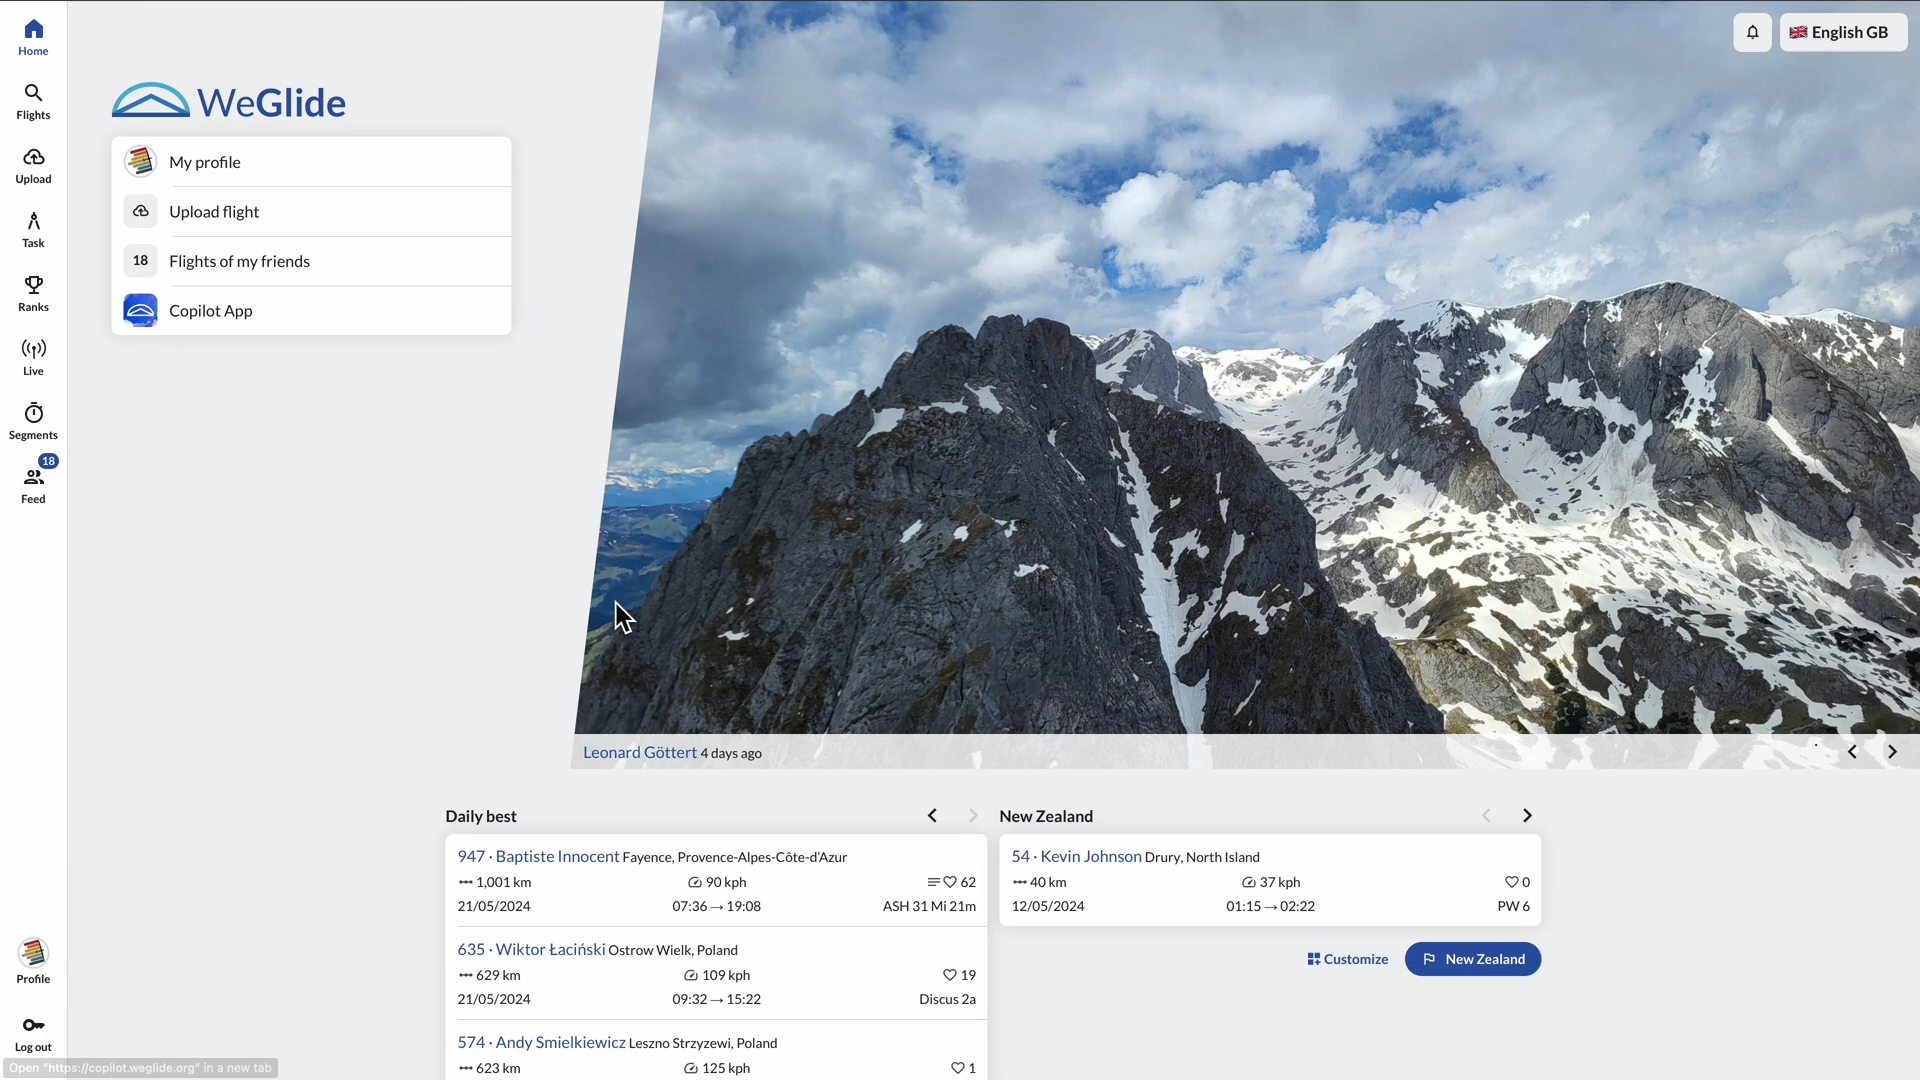 Home
Flights
Upload
Task
Ranks
Live
Segments
18
Feed
Profile
Log out
Open "https://copilot.weglide.org" in a new tab
WeGlide
My profile
Upload flight
18 Flights of my friends
Copilot App
English GB
Leonard Göttert 4 days ago
Daily best
947 · Baptiste Innocent Fayence, Provence-Alpes-Côte-d’Azur
1,001 km 90 kph 62
21/05/2024 07:36 → 19:08 ASH 31 Mi 21m
635 · Wiktor Łaciński Ostrow Wielk, Poland
629 km 109 kph 19
21/05/2024 09:32 → 15:22 Discus 2a
574 · Andy Smielkiewicz Leszno Strzyzewi, Poland
623 km 125 kph 1
New Zealand
54 · Kevin Johnson Drury, North Island
40 km 37 kph 0
12/05/2024 01:15 → 02:22 PW 6
Customize
New Zealand